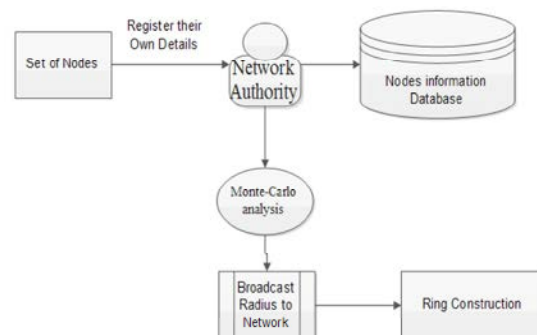 Register their
Own Details
Set of Nodes
Network
Authority
Nodes information
Database
Monte-Carlo
analysis
Broadcast
Radius to
Network
Ring Construction